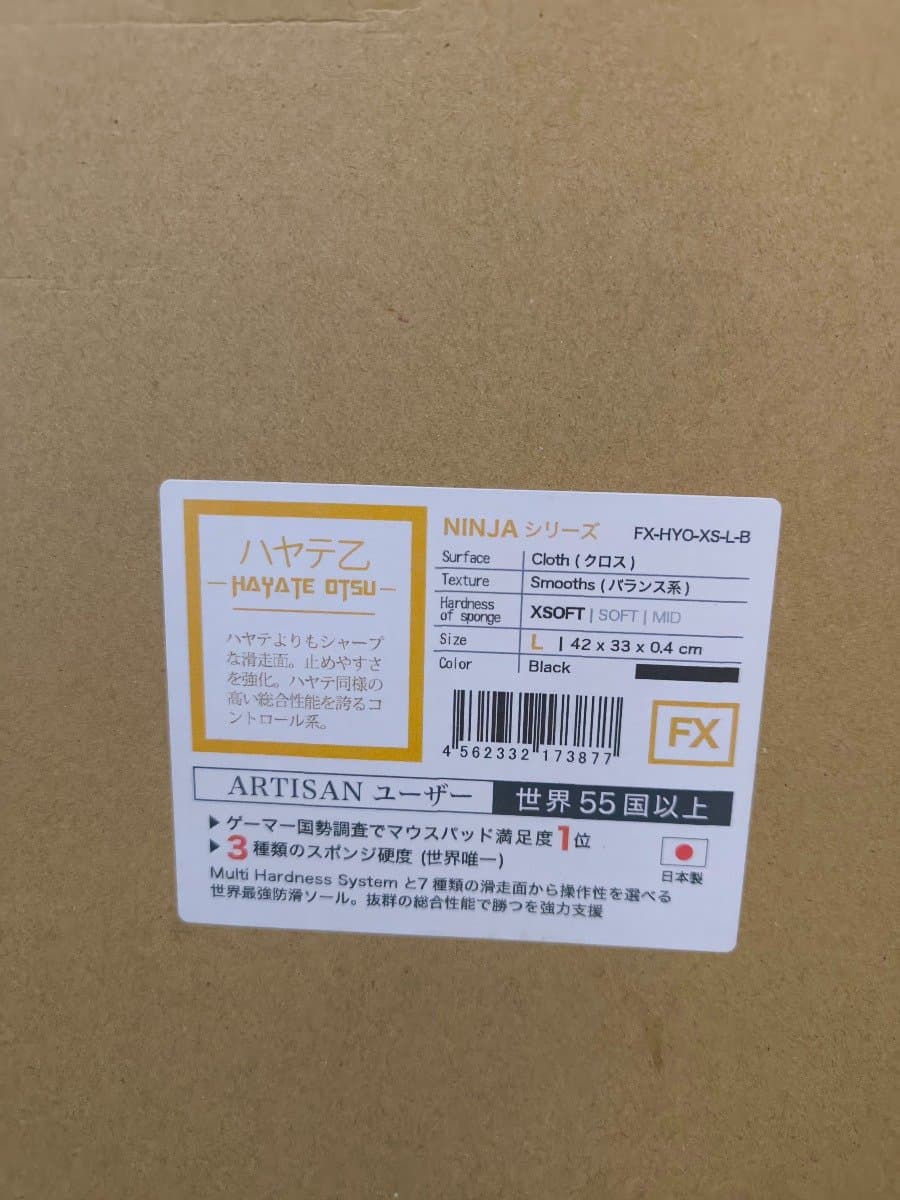 ハヤテ乙
HAYATE OTSU
ハヤテよりもシャープ
な滑走面。止めやすさ
を強化。ハヤテ同様の
高い総合性能を誇るコ
ントロール系。
NINJA シリーズ FX-HYO-XS-L-B
Surface Cloth (クロス)
Texture Smooths (バランス系)
Hardness of sponge XSOFT | SOFT | MID
Size L | 42 x 33 x 0.4 cm
Color Black
4 562332 173877
FX
ARTISAN ユーザー 世界 55 国以上
▶ ゲーマー国勢調査でマウスパッド満足度1位
▶ 3 種類のスポンジ硬度 (世界唯一)
日本製
Multi Hardness System と7 種類の滑走面から操作性を選べる
世界最強防滑ソール。抜群の総合性能で勝つを強力支援